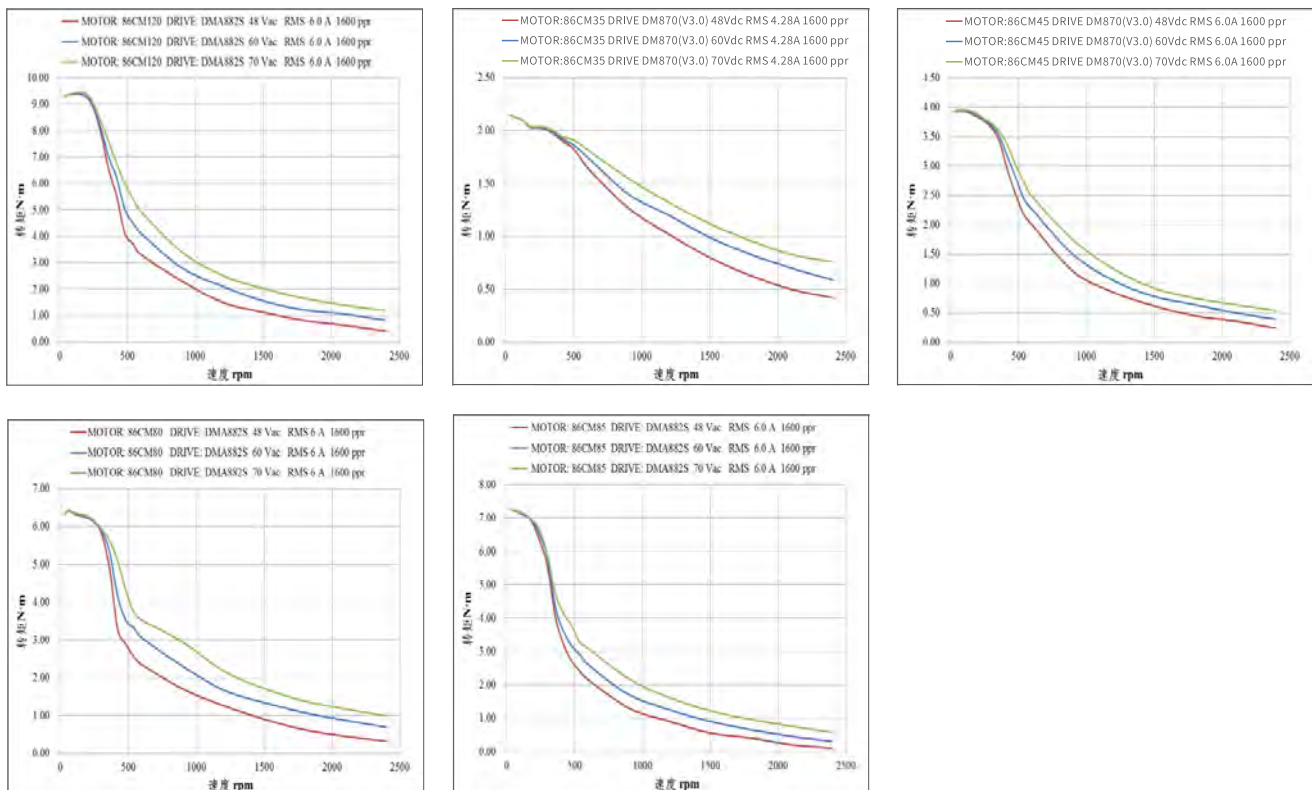 MOTOR: 86CM120 DRIVE: DMA882S 48 Vac RMS 6.0 A 1600 ppr
MOTOR: 86CM120 DRIVE: DMA882S 60 Vac RMS 6.0 A 1600 ppr
MOTOR: 86CM120 DRIVE: DMA882S 70 Vac RMS 6.0 A 1600 ppr
10.00
9.00
8.00
7.00
6.00
5.00
4.00
3.00
2.00
1.00
0.00
转矩N·m
0 500 1000 1500 2000 2500
速度 rpm
MOTOR:86CM35 DRIVE DM870(V3.0) 48Vdc RMS 4.28A 1600 ppr
MOTOR:86CM35 DRIVE DM870(V3.0) 60Vdc RMS 4.28A 1600 ppr
MOTOR:86CM35 DRIVE DM870(V3.0) 70Vdc RMS 4.28A 1600 ppr
2.50
2.00
1.50
1.00
0.50
0.00
转矩N·m
0 500 1000 1500 2000 2500
速度 rpm
MOTOR:86CM45 DRIVE DM870(V3.0) 48Vdc RMS 6.0A 1600 ppr
MOTOR:86CM45 DRIVE DM870(V3.0) 60Vdc RMS 6.0A 1600 ppr
MOTOR:86CM45 DRIVE DM870(V3.0) 70Vdc RMS 6.0A 1600 ppr
4.50
4.00
3.50
3.00
2.50
2.00
1.50
1.00
0.50
0.00
转矩N·m
0 500 1000 1500 2000 2500
速度 rpm
MOTOR: 86CM80 DRIVE: DMA882S 48 Vac RMS 6 A 1600 ppr
MOTOR: 86CM80 DRIVE: DMA882S 60 Vac RMS 6 A 1600 ppr
MOTOR: 86CM80 DRIVE: DMA882S 70 Vac RMS 6 A 1600 ppr
7.00
6.00
5.00
4.00
3.00
2.00
1.00
0.00
转矩N·m
0 500 1000 1500 2000 2500
速度 rpm
MOTOR: 86CM85 DRIVE: DMA882S 48 Vac RMS 6.0 A 1600 ppr
MOTOR: 86CM85 DRIVE: DMA882S 60 Vac RMS 6.0 A 1600 ppr
MOTOR: 86CM85 DRIVE: DMA882S 70 Vac RMS 6.0 A 1600 ppr
8.00
7.00
6.00
5.00
4.00
3.00
2.00
1.00
0.00
转矩N·m
0 500 1000 1500 2000 2500
速度 rpm